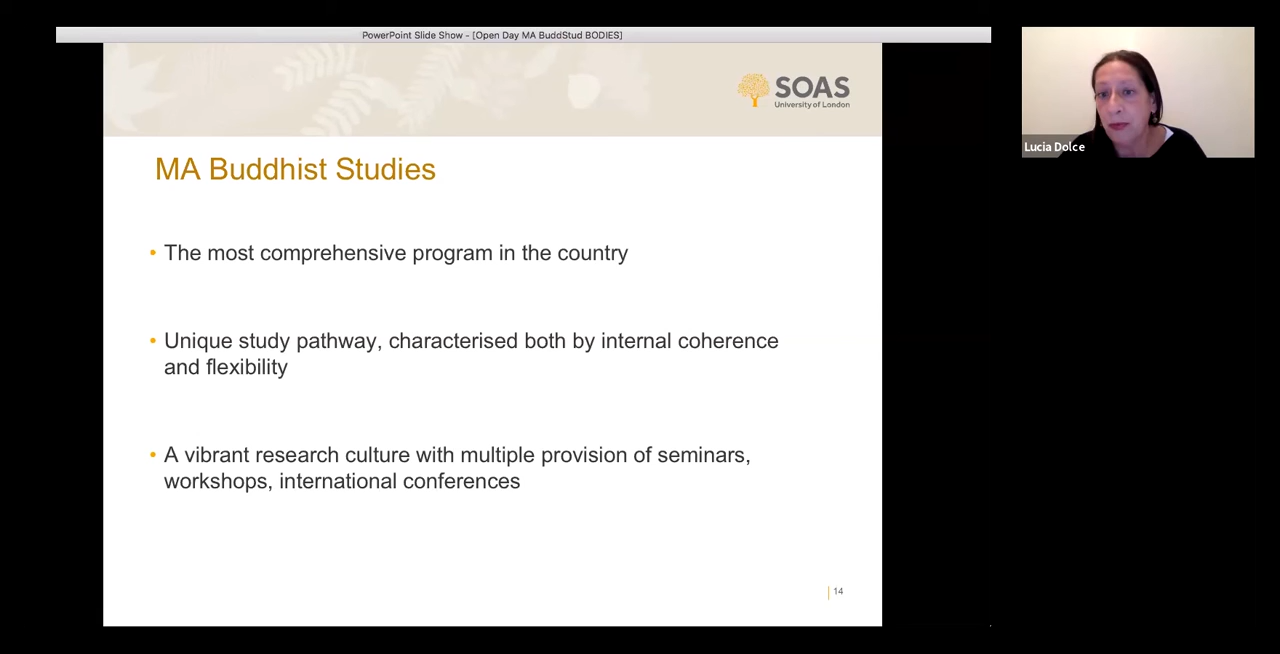 PowerPoint Slide Show - [Open Day MA BuddStud BODIES]
SOAS
University of London
Lucia Dolce
MA Buddhist Studies
• The most comprehensive program in the country
• Unique study pathway, characterised both by internal coherence
and flexibility
• A vibrant research culture with multiple provision of seminars,
workshops, international conferences
14